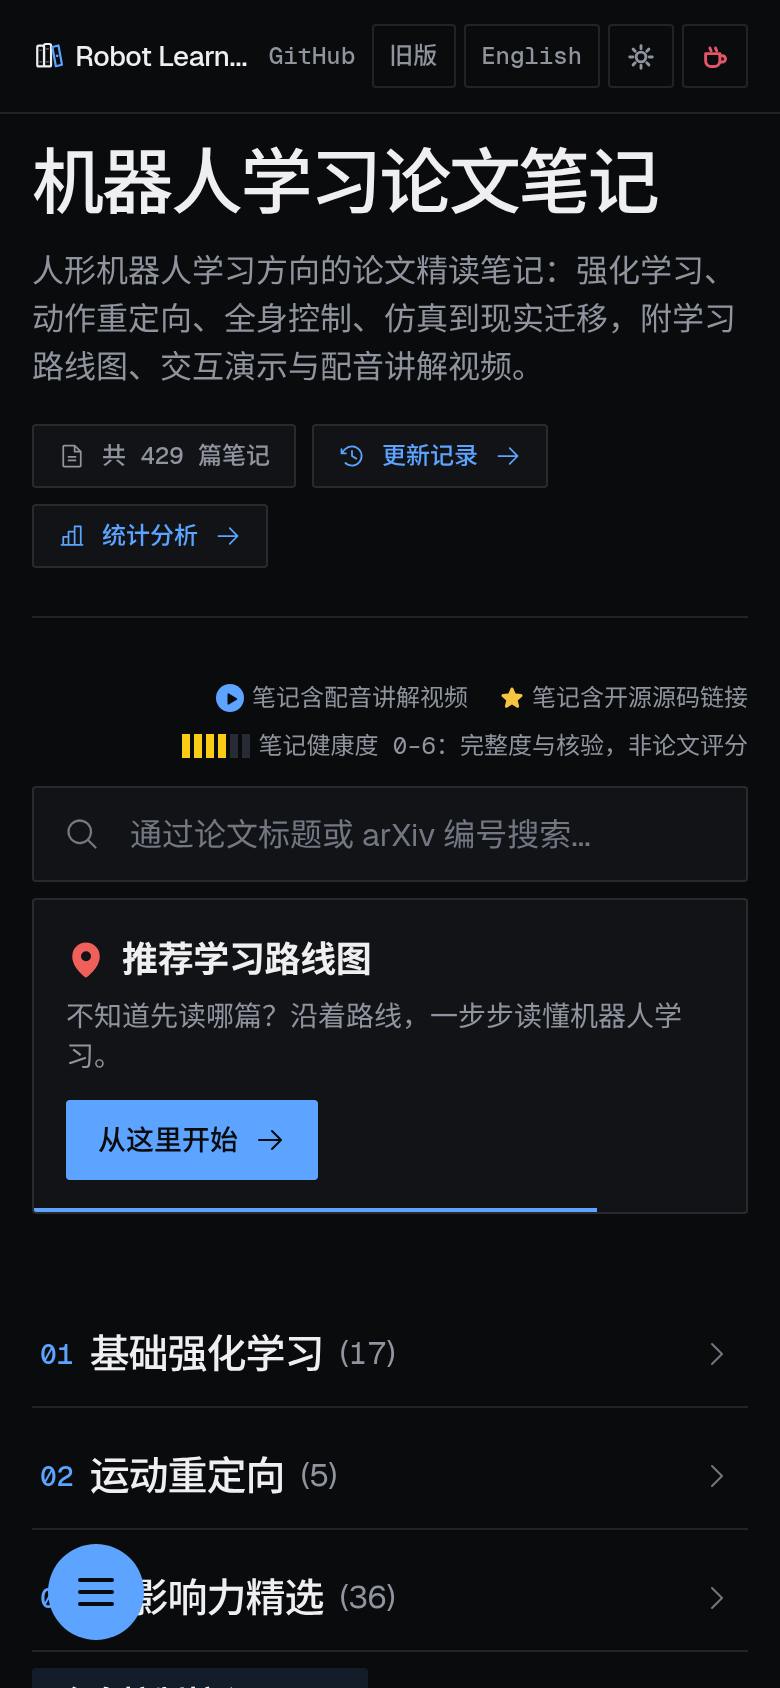 Robot Learn... GitHub 旧版 English
机器人学习论文笔记
人形机器人学习方向的论文精读笔记：强化学习、
动作重定向、全身控制、仿真到现实迁移，附学习
路线图、交互演示与配音讲解视频。
共 429 篇笔记 更新记录 →
统计分析 →
笔记含配音讲解视频 笔记含开源源码链接
笔记健康度 0-6：完整度与核验，非论文评分
通过论文标题或 arXiv 编号搜索...
推荐学习路线图
不知道先读哪篇？沿着路线，一步步读懂机器人学
习。
从这里开始 →
01 基础强化学习 (17)
02 运动重定向 (5)
影响力精选 (36)